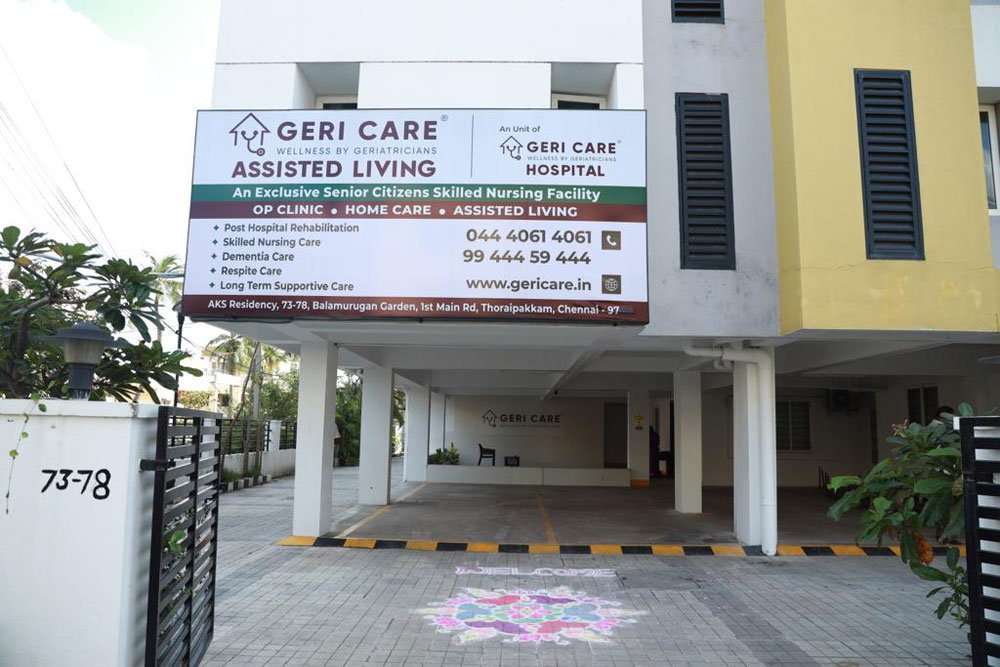 GERI CARE®
WELLNESS BY GERIATRICIANS
ASSISTED LIVING
An Unit of
GERI CARE®
WELLNESS BY GERIATRICIANS
HOSPITAL
An Exclusive Senior Citizens Skilled Nursing Facility
OP CLINIC • HOME CARE • ASSISTED LIVING
Post Hospital Rehabilitation
Skilled Nursing Care
Dementia Care
Respite Care
Long Term Supportive Care
044 4061 4061
99 444 59 444
www.gericare.in
AKS Residency, 73-78, Balamurugan Garden, 1st Main Rd, Thoraipakkam, Chennai - 97
GERI CARE
73-78
WELCOME